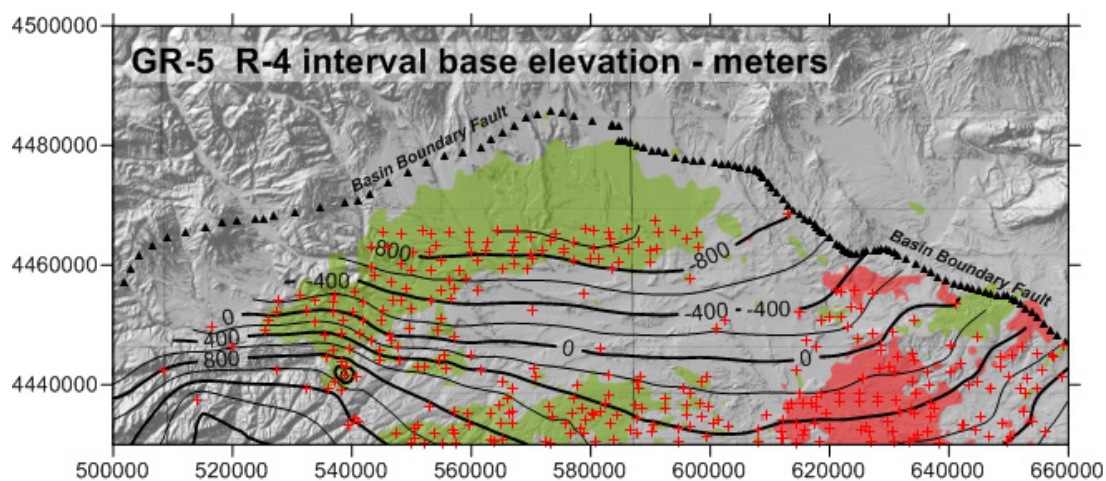 4500000
GR-5 R-4 interval base elevation - meters
4480000
Basin Boundary Fault
Basin Boundary Fault
4460000
800
-800
-400
-400 - -400
0
400
800
0
0
4440000
500000 520000 540000 560000 580000 600000 620000 640000 660000